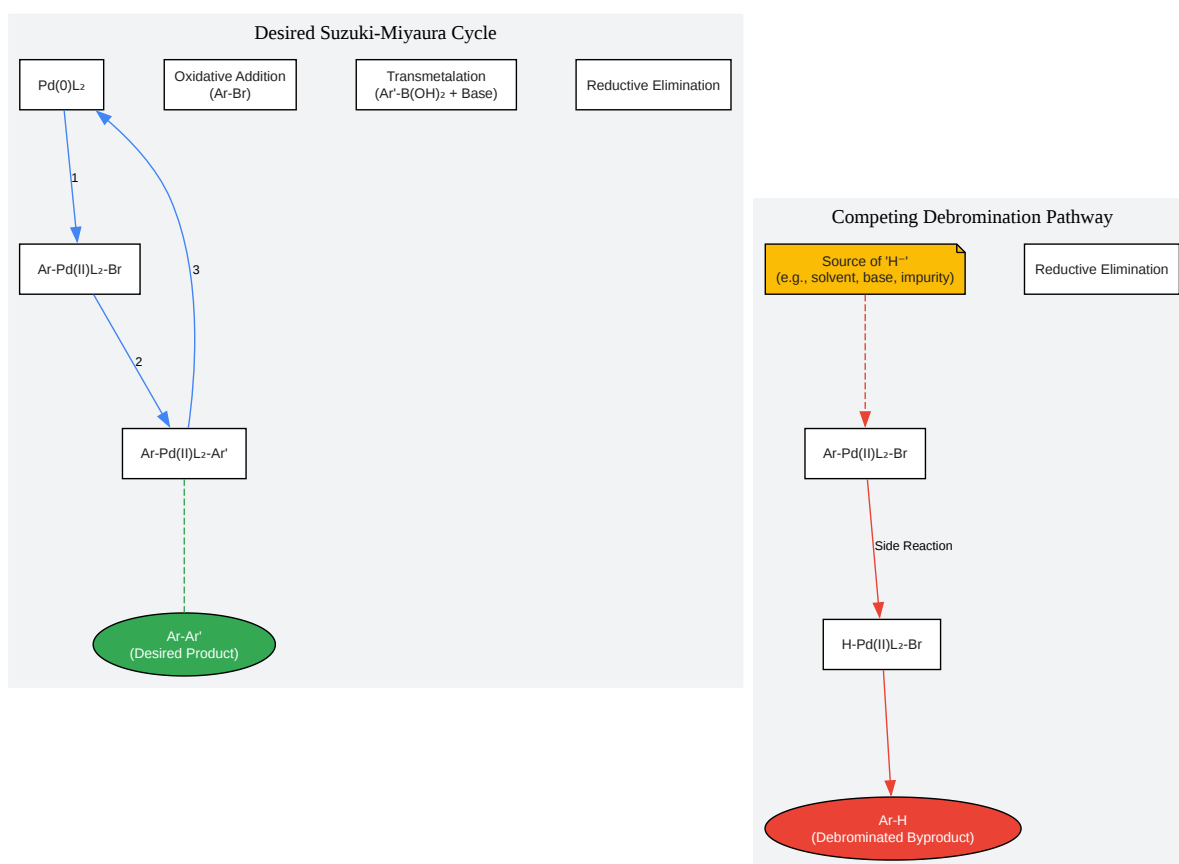 Desired Suzuki-Miyaura Cycle
Pd(0)L₂
Oxidative Addition
(Ar-Br)
Transmetalation
(Ar'-B(OH)₂ + Base)
Reductive Elimination
1
Ar-Pd(II)L₂-Br
3
2
Ar-Pd(II)L₂-Ar'
Ar-Ar'
(Desired Product)
Competing Debromination Pathway
Source of 'H⁻'
(e.g., solvent, base, impurity)
Reductive Elimination
Ar-Pd(II)L₂-Br
Side Reaction
H-Pd(II)L₂-Br
Ar-H
(Debrominated Byproduct)